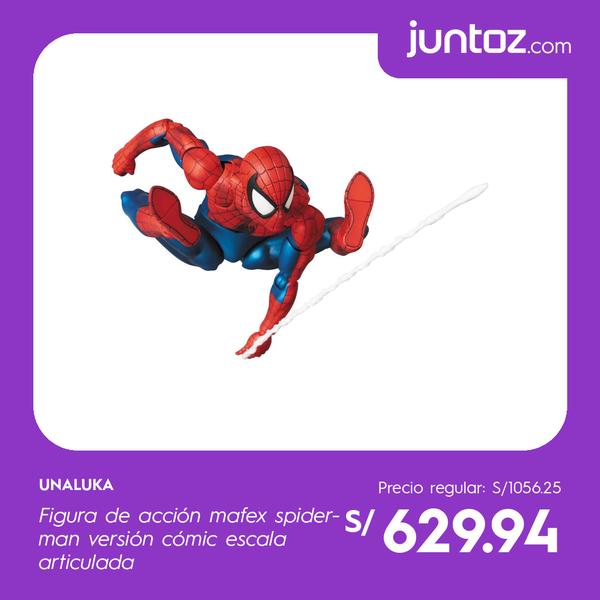 juntoz.com
UNALUKA
Precio regular: S/1056.25
Figura de acción mafex spider-
man versión cómic escala
articulada
S/ 629.94